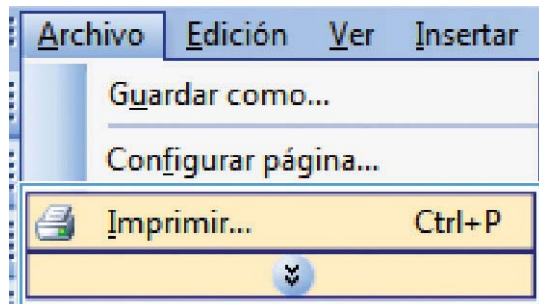 Archivo Edición Ver Insertar
Guardar como...
Configurar página...
Imprimir... Ctrl+P